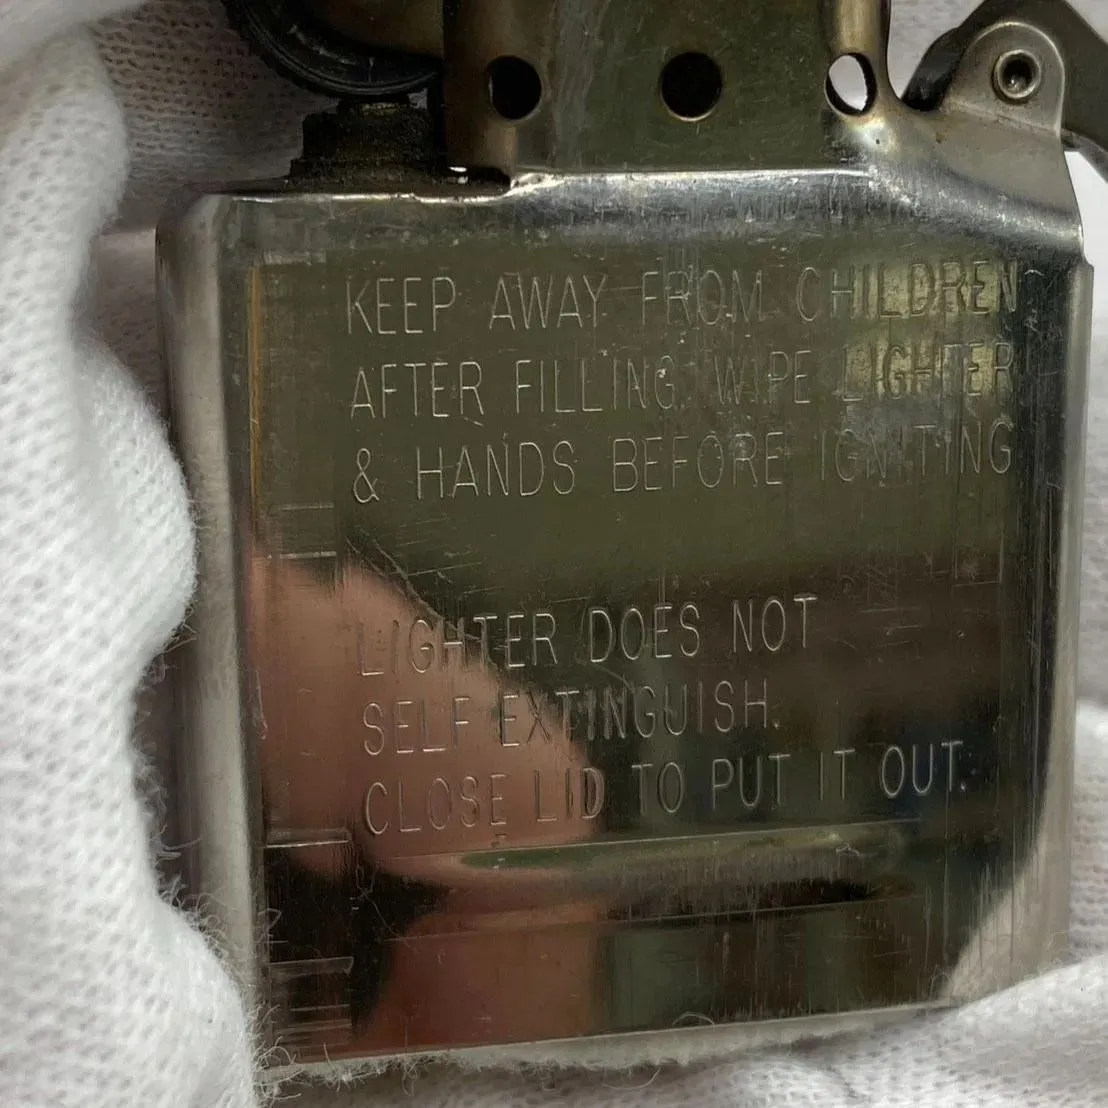 KEEP AWAY FROM CHILDREN
AFTER FILLING, WIPE LIGHTER
& HANDS BEFORE IGNITING
LIGHTER DOES NOT
SELF EXTINGUISH.
CLOSE LID TO PUT IT OUT.